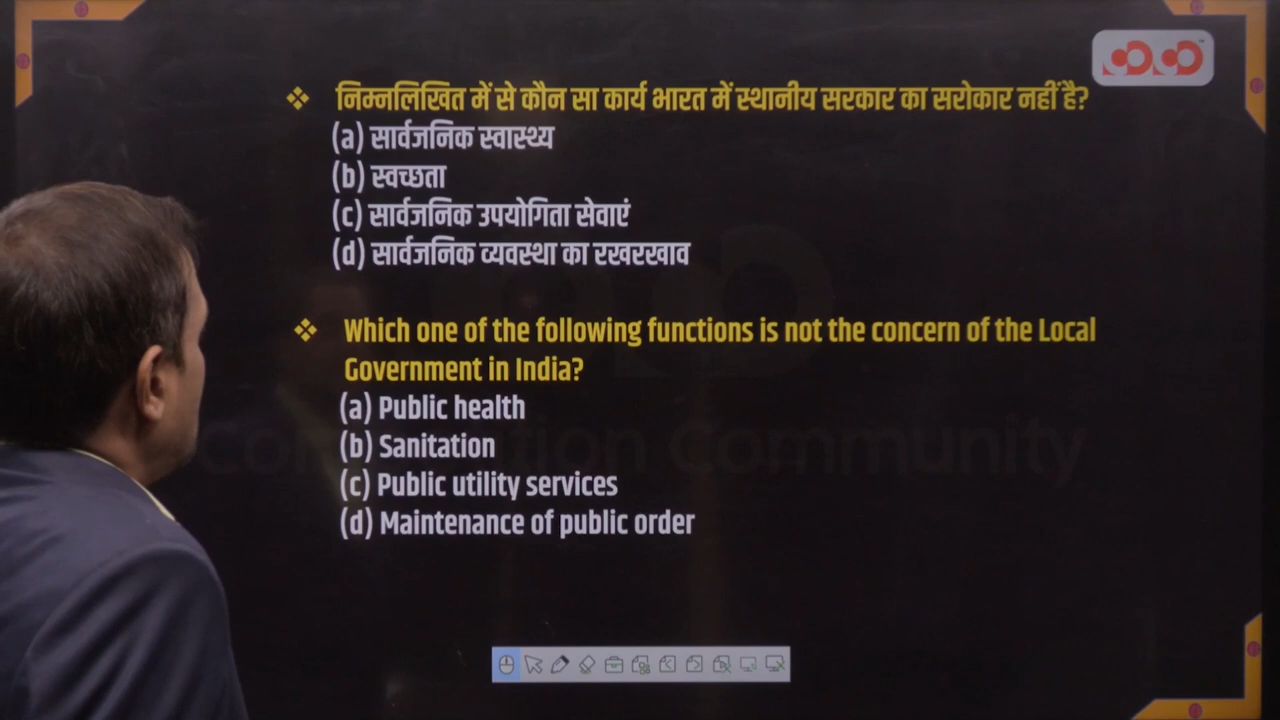 ❖ निम्नलिखित में से कौन सा कार्य भारत में स्थानीय सरकार का सरोकार नहीं है?
(a) सार्वजनिक स्वास्थ्य
(b) स्वच्छता
(c) सार्वजनिक उपयोगिता सेवाएं
(d) सार्वजनिक व्यवस्था का रखरखाव
❖ Which one of the following functions is not the concern of the Local
Government in India?
(a) Public health
(b) Sanitation
(c) Public utility services
(d) Maintenance of public order
Community